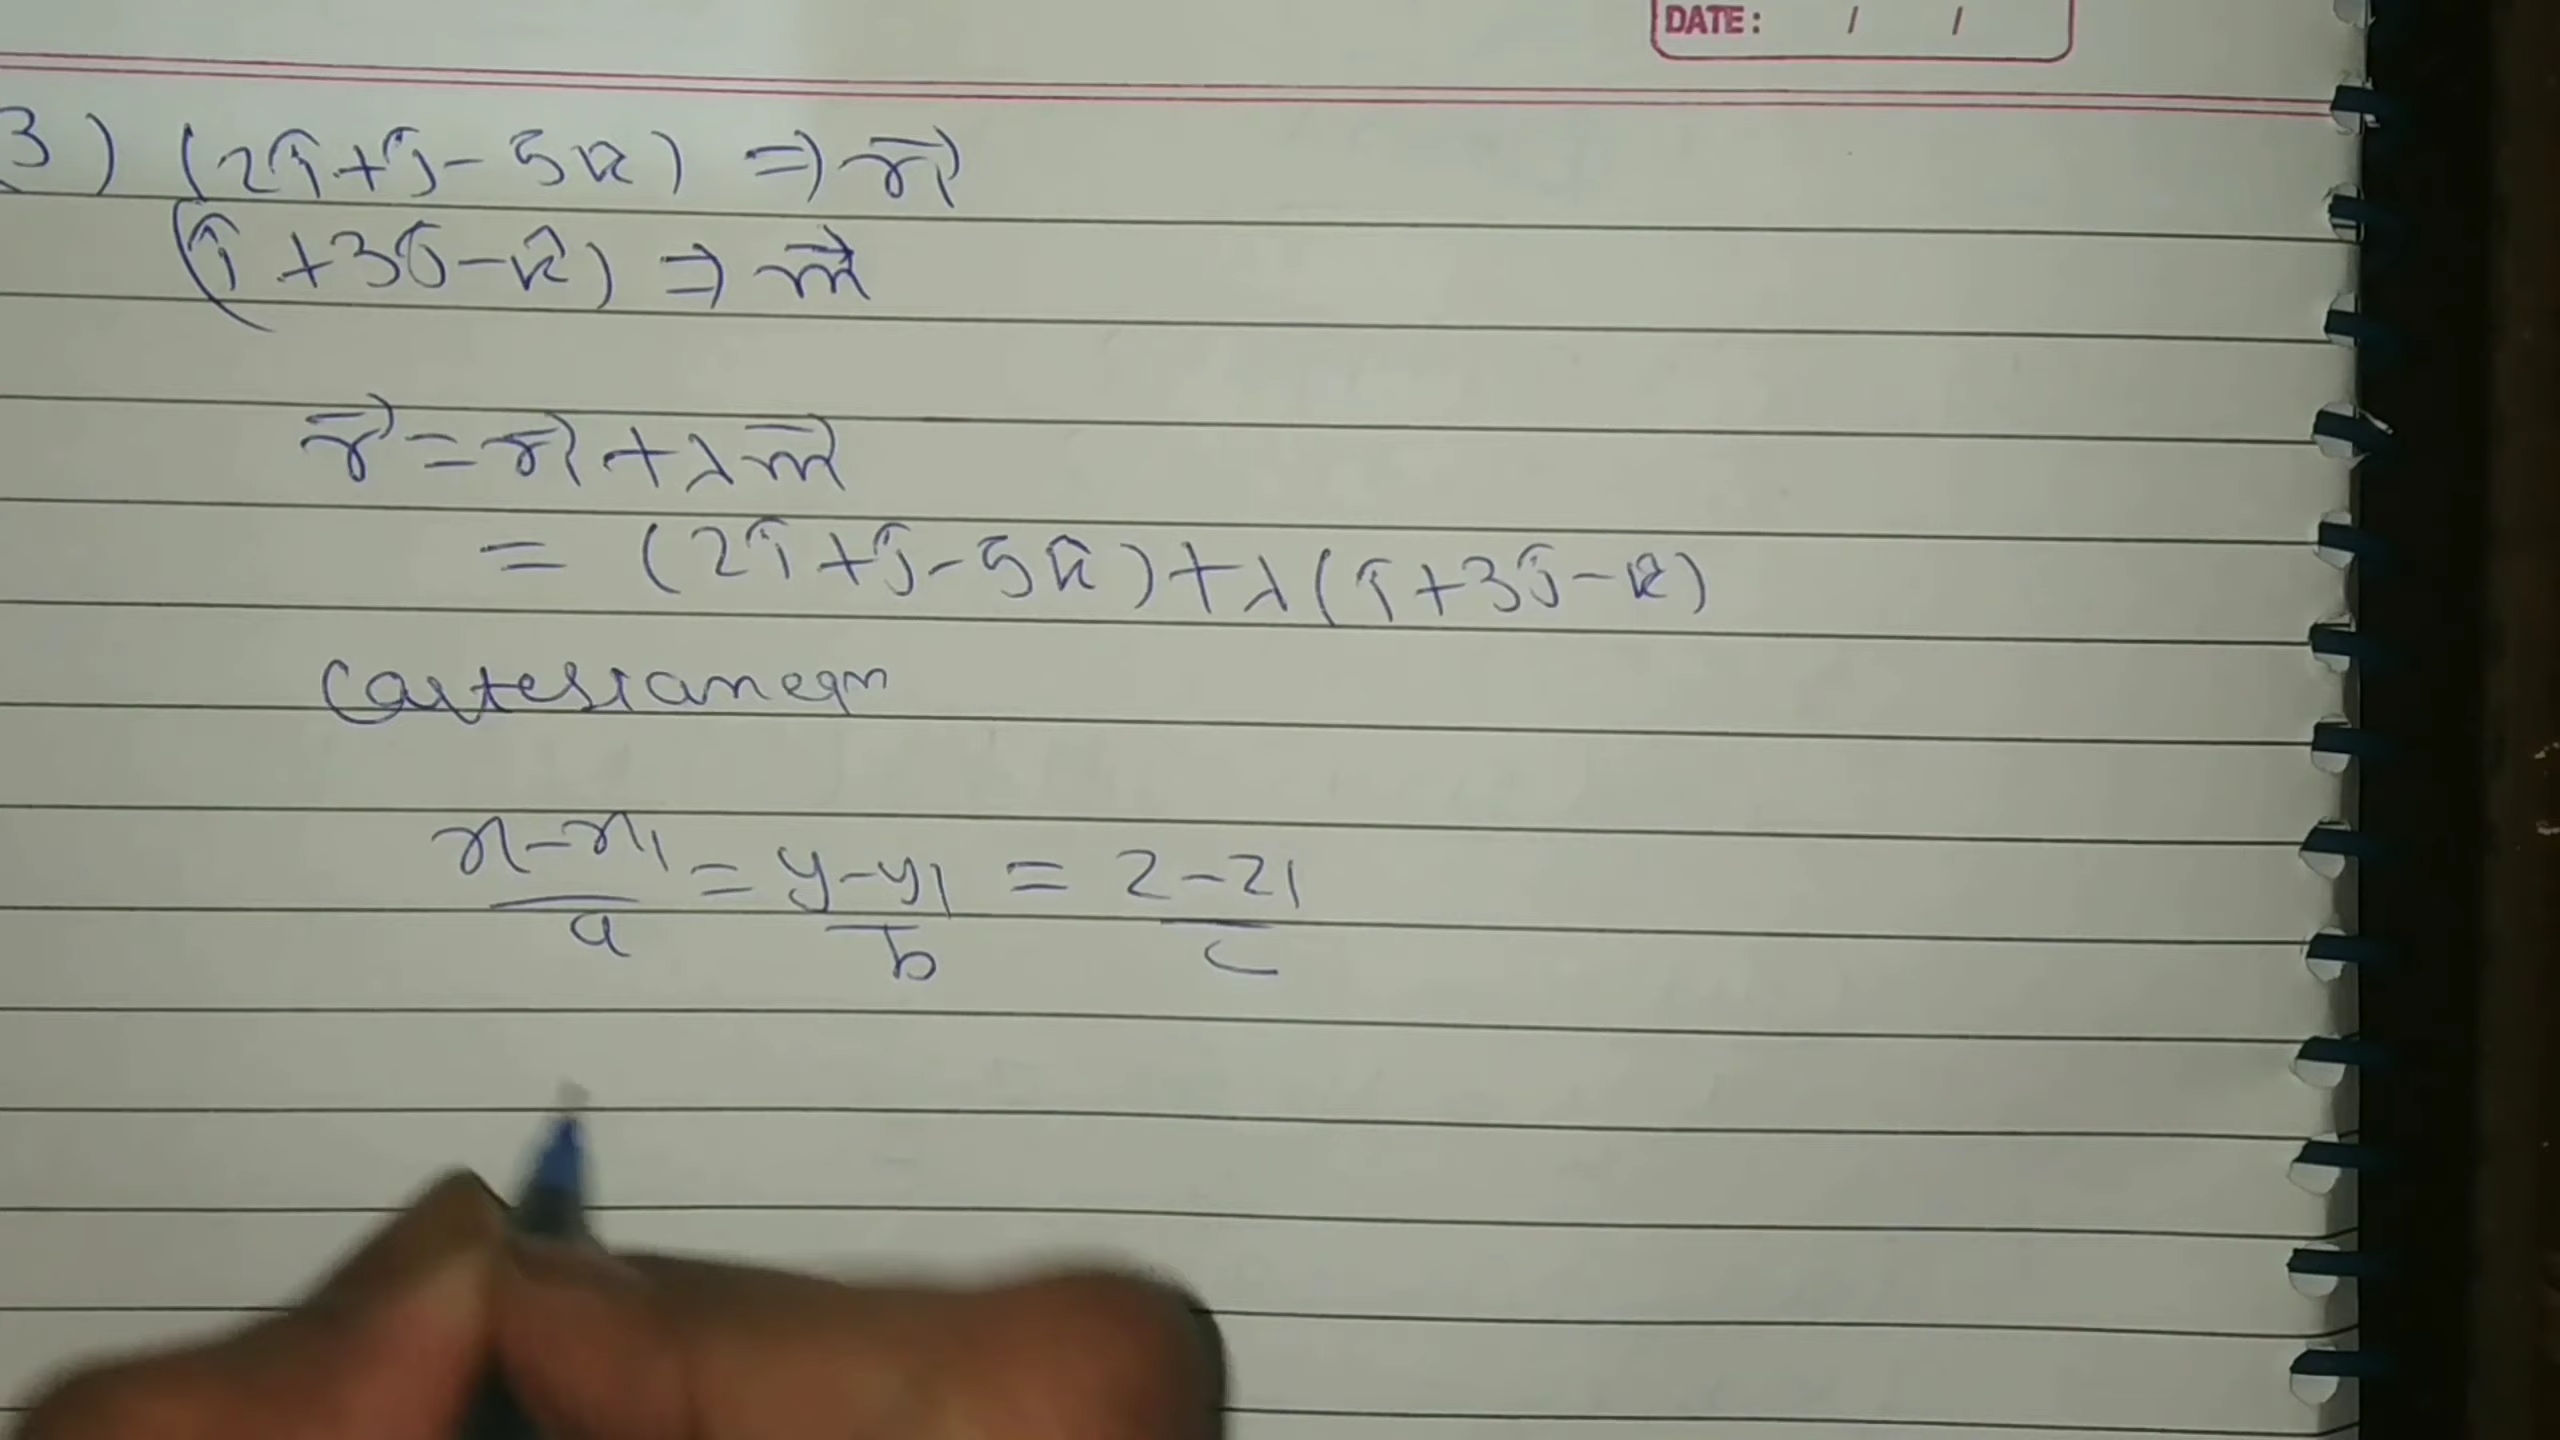 DATE: / /
3) (2î+ĵ-5k̂) ⇒ r⃗₁
(î+3ĵ-k̂) ⇒ m⃗
r⃗ = r⃗₁ + λm⃗
= (2î+ĵ-5k̂)+λ(î+3ĵ-k̂)
Cartesian eqn
x-x₁/a = y-y₁/b = z-z₁/c